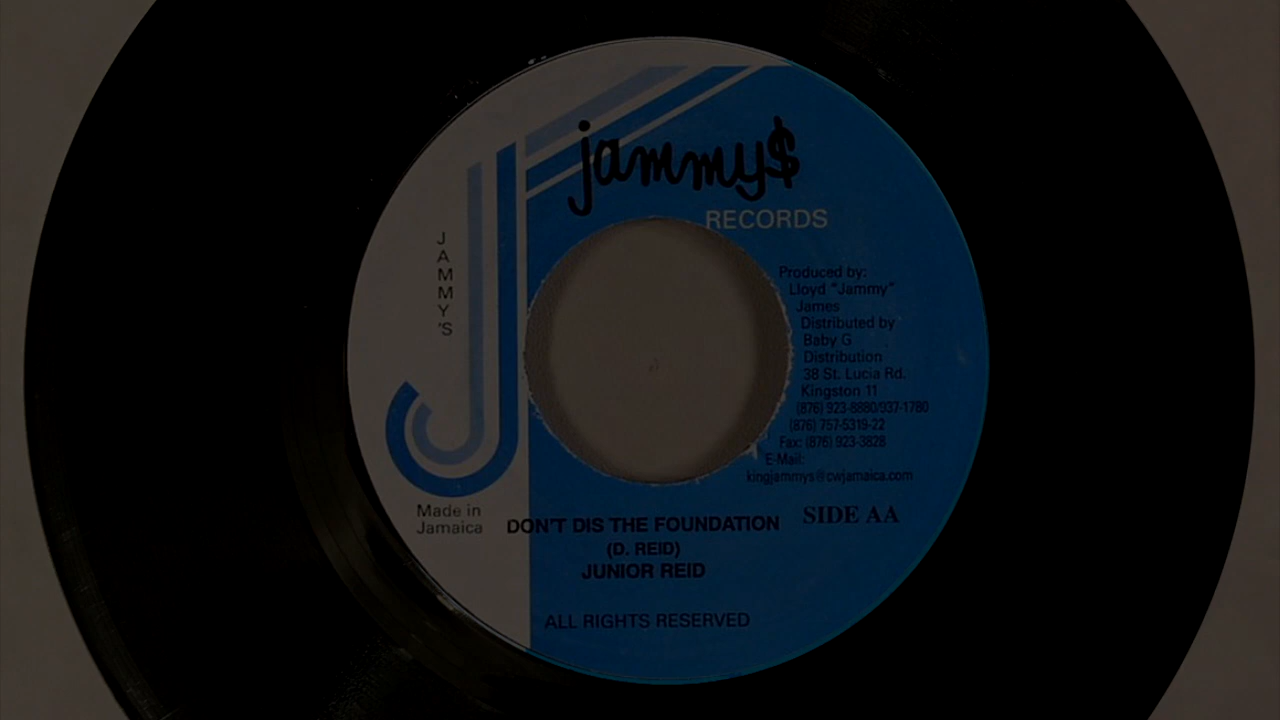 jammy$
RECORDS
JAMMY'S
Produced by:
Lloyd "Jammy"
James
Distributed by
Baby G
Distribution
38 St. Lucia Rd.
Kingston 11
(876) 923-8880/937-1780
(876) 757-5319-22
Fax: (876) 923-3828
E-Mail:
kingjammys@cwjamaica.com
Made in
Jamaica
SIDE AA
DON'T DIS THE FOUNDATION
(D. REID)
JUNIOR REID
ALL RIGHTS RESERVED